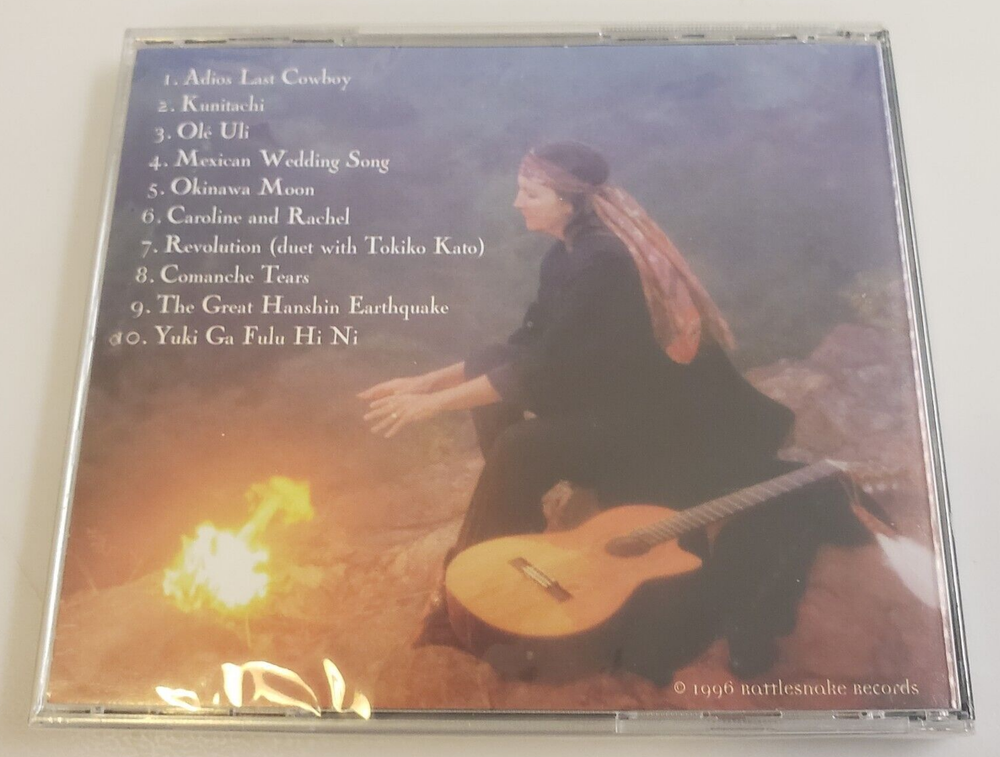 1. Adios Last Cowboy
2. Kunitachi
3. Olé Uli
4. Mexican Wedding Song
5. Okinawa Moon
6. Caroline and Rachel
7. Revolution (duet with Tokiko Kato)
8. Comanche Tears
9. The Great Hanshin Earthquake
10. Yuki Ga Fulu Hi Ni
© 1996 Rattlesnake Records